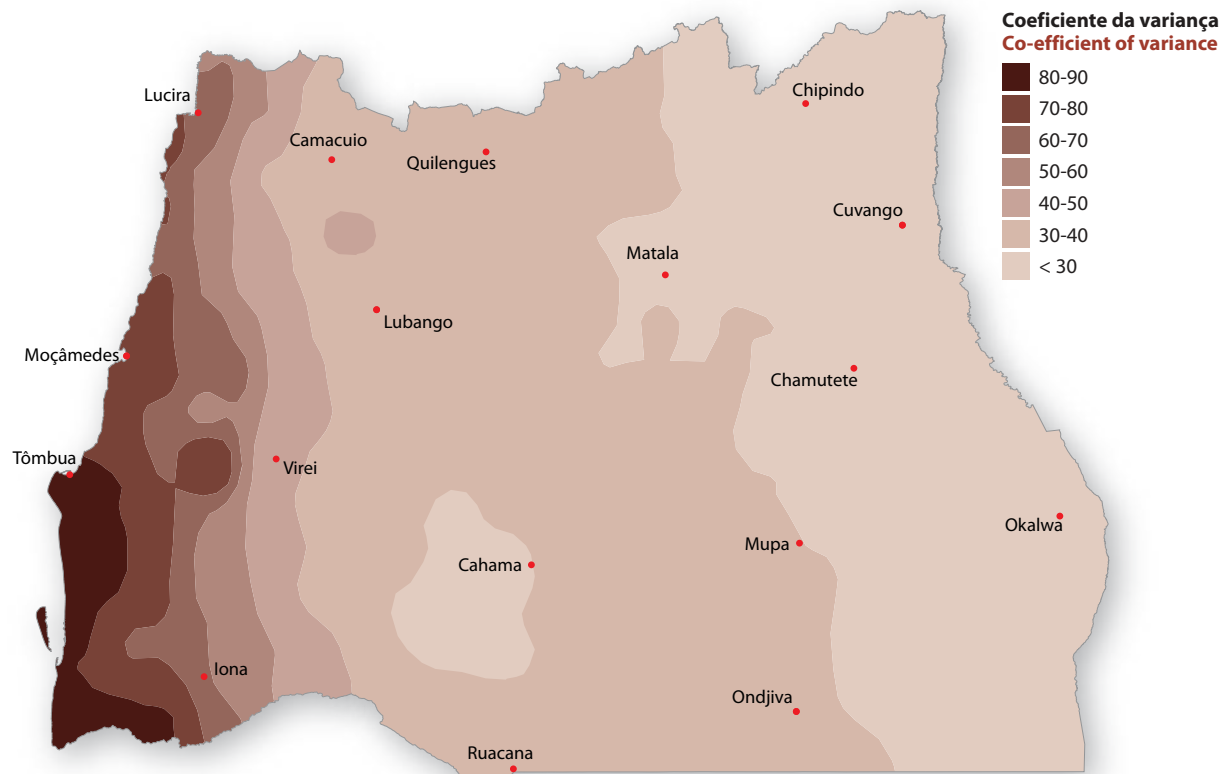 Coeficiente da variança
Co-efficient of variance
80-90
70-80
60-70
50-60
40-50
30-40
< 30
Lucira
Camacuio
Quilengues
Chipindo
Cuvango
Matala
Lubango
Moçâmedes
Chamutete
Tômbua
Virei
Okalwa
Mupa
Cahama
Iona
Ondjiva
Ruacana